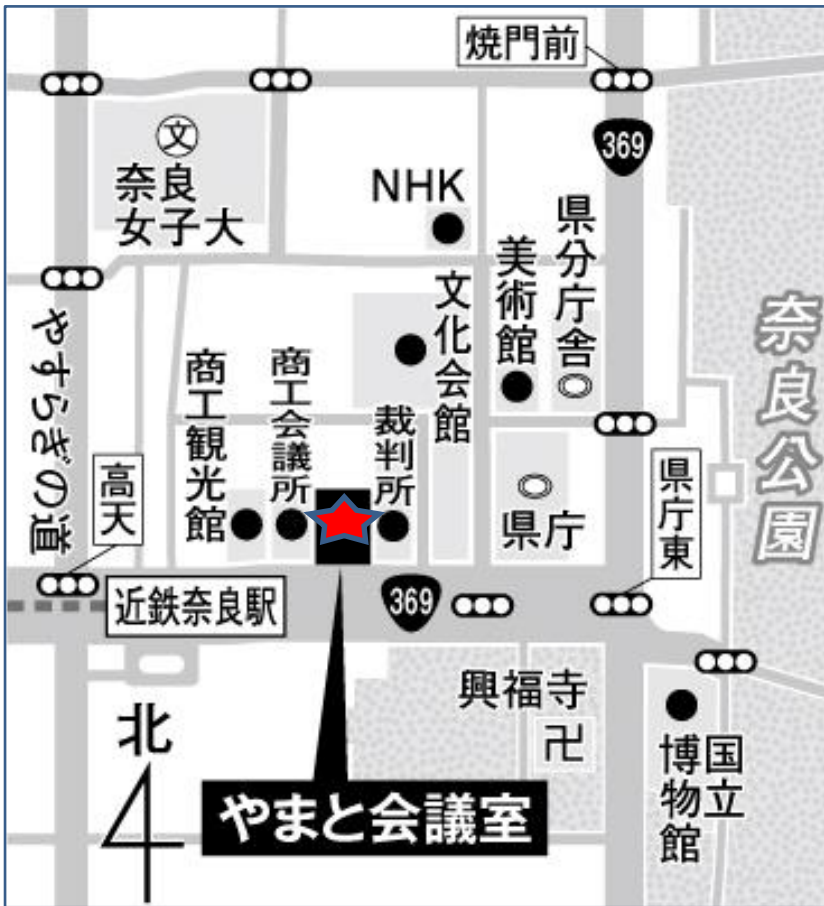 焼門前
369
文
奈良
女子大
NHK
県分庁舎
美術館
文化会館
奈良公園
やすらぎの道
商工観光館
商工会議所
裁判所
高天
県庁
県庁東
近鉄奈良駅
369
興福寺
卍
北
やまと会議室
国立
博物館